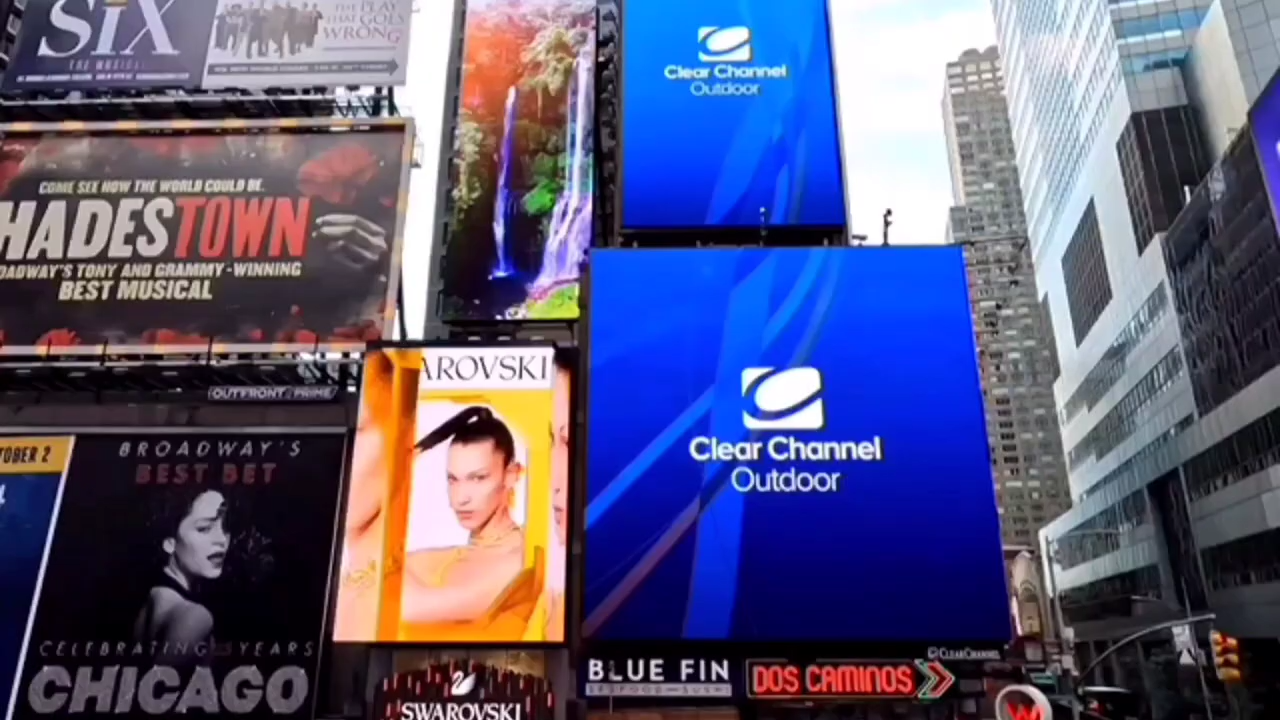 SIX
THE MUSICAL
THE PLAY
THAT GOES
WRONG
COME SEE HOW THE WORLD COULD BE.
HADESTOWN
BROADWAY'S TONY AND GRAMMY-WINNING
BEST MUSICAL
OUTFRONT/PRIME
Clear Channel
Outdoor
AROVSKI
Clear Channel
Outdoor
TOBER 2
BROADWAY'S
BEST BET
CELEBRATING
YEARS
CHICAGO
SWAROVSKI
BLUE FIN
SEAFOOD SUSHI
DOS CAMINOS
CLEARCHANNEL
W